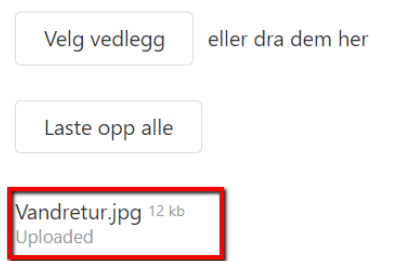 Velg vedlegg eller dra dem her
Laste opp alle
Vandretur.jpg 12 kb
Uploaded